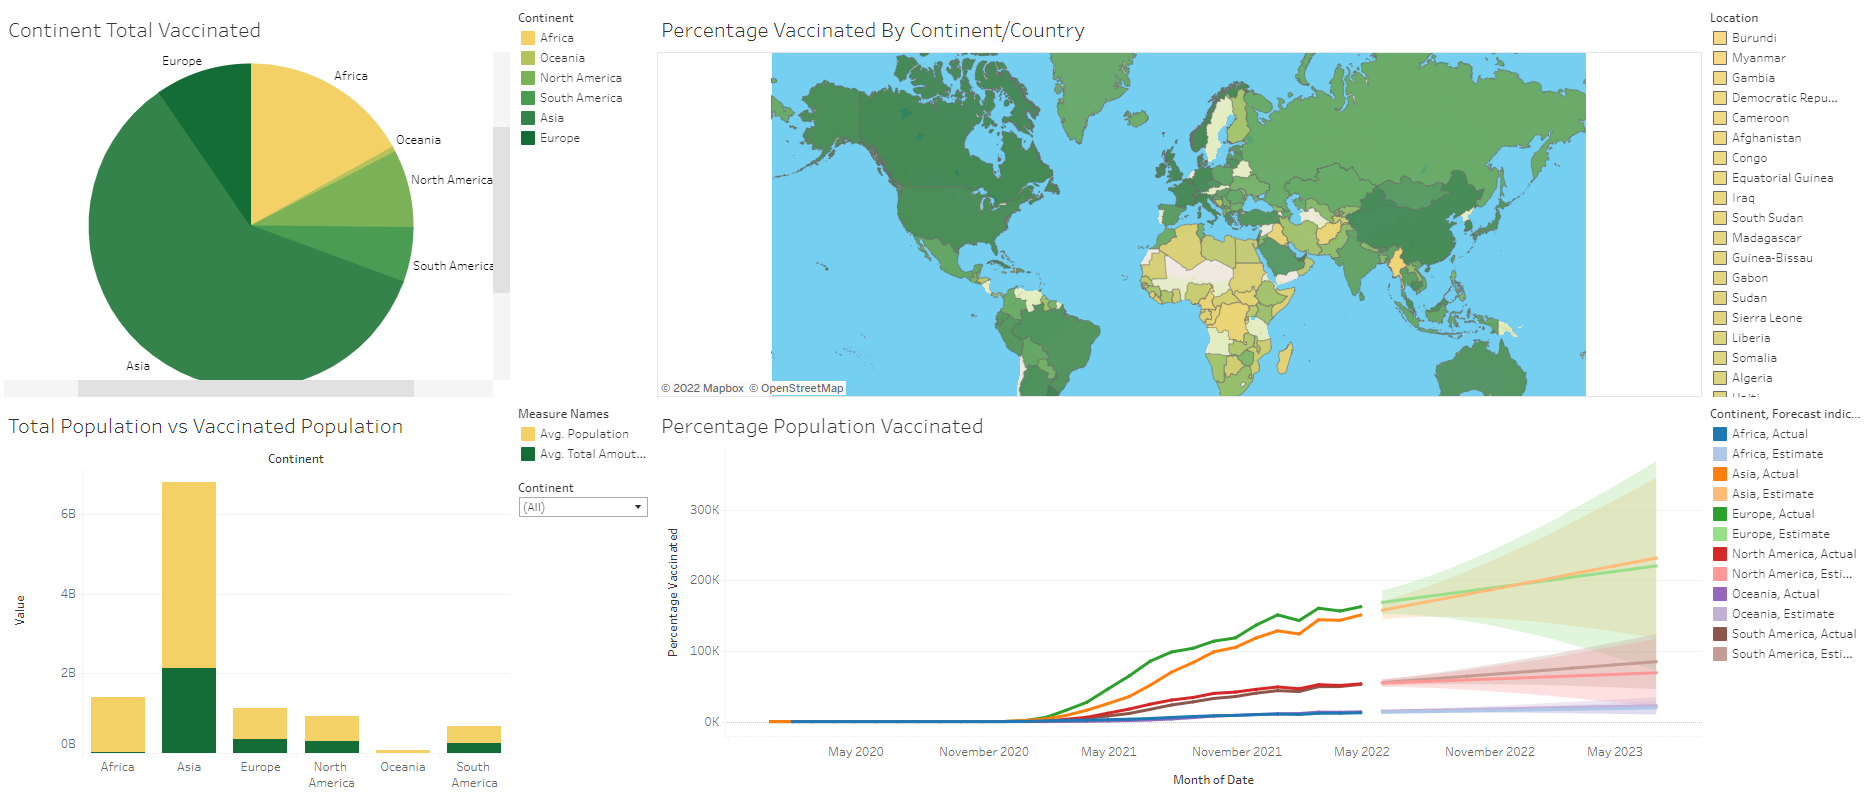 Continent Total Vaccinated
Europe
Africa
Oceania
North America
South America
Asia
Continent
Africa
Oceania
North America
South America
Asia
Europe
Percentage Vaccinated By Continent/Country
© 2022 Mapbox © OpenStreetMap
Location
Burundi
Myanmar
Gambia
Democratic Repu...
Cameroon
Afghanistan
Congo
Equatorial Guinea
Iraq
South Sudan
Madagascar
Guinea-Bissau
Gabon
Sudan
Sierra Leone
Liberia
Somalia
Algeria
Total Population vs Vaccinated Population
Continent
Value
6B
4B
2B
0B
Africa
Asia
Europe
North
America
Oceania
South
America
Measure Names
Avg. Population
Avg. Total Amout...
Continent
(All)
Percentage Population Vaccinated
Percentage Vaccinated
300K
200K
100K
0K
May 2020
November 2020
May 2021
November 2021
May 2022
November 2022
May 2023
Month of Date
Continent, Forecast indic...
Africa, Actual
Africa, Estimate
Asia, Actual
Asia, Estimate
Europe, Actual
Europe, Estimate
North America, Actual
North America, Esti...
Oceania, Actual
Oceania, Estimate
South America, Actual
South America, Esti...